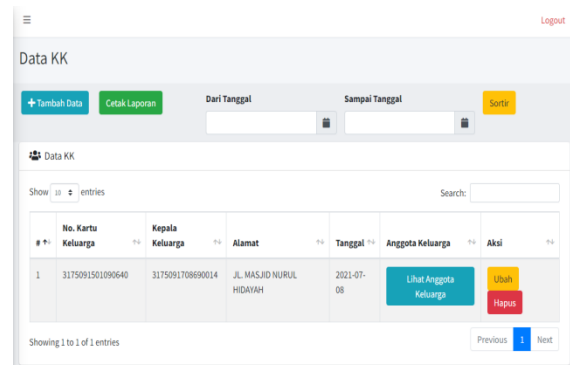 Logout
Data KK
Tambah Data
Cetak Laporan
Dari Tanggal
Sampai Tanggal
Sortir
Data KK
Show 10 entries
Search:
# No. Kartu Keluarga Kepala Keluarga Alamat Tanggal Anggota Keluarga Aksi
1 3175091501090640 3175091708690014 JL. MASJID NURUL HIDAYAH 2021-07-08 Lihat Anggota Keluarga Ubah
Hapus
Showing 1 to 1 of 1 entries
Previous 1 Next